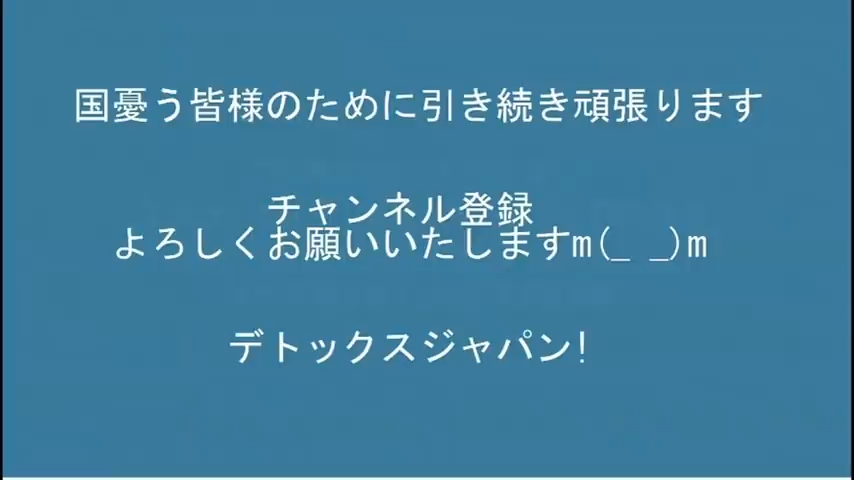 国憂う皆様のために引き続き頑張ります
チャンネル登録
よろしくお願いいたしますm(_ _)m
デトックスジャパン!